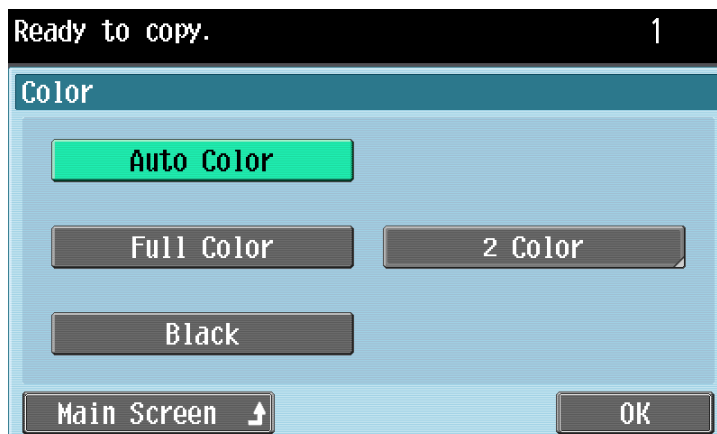 Ready to copy. 1
Color
Auto Color
Full Color 2 Color
Black
Main Screen OK